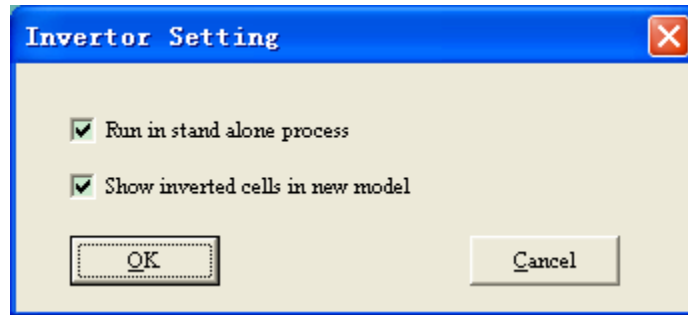 Invertor Setting
Run in stand alone process
Show inverted cells in new model
OK Cancel